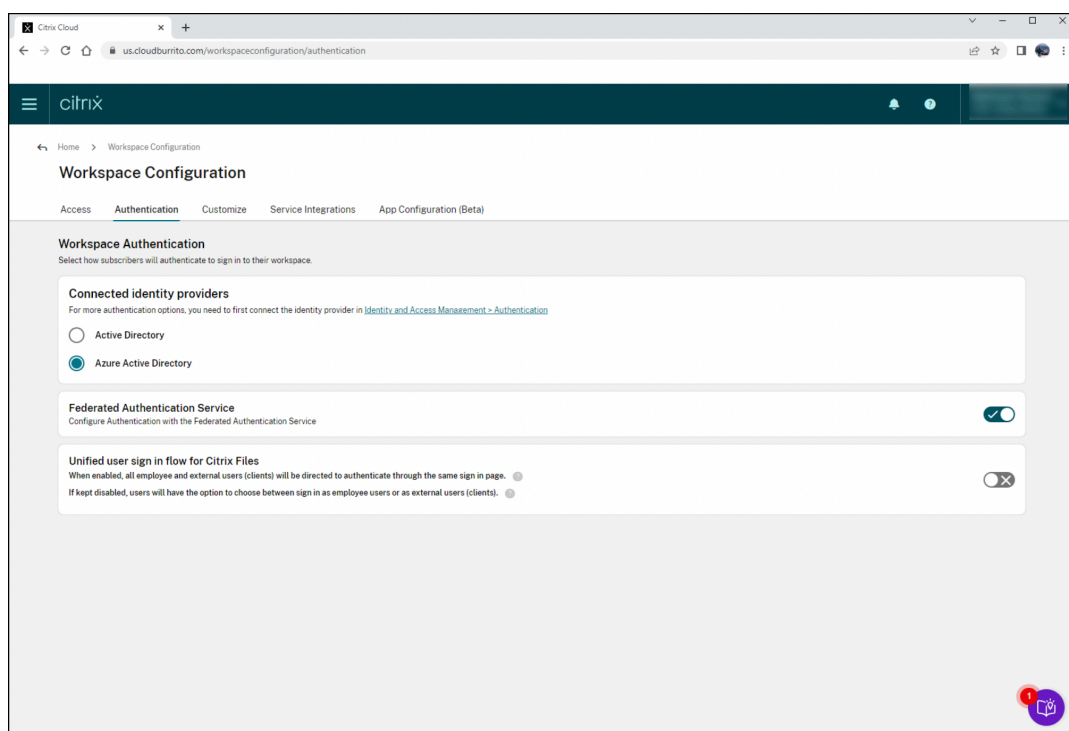 Citrix Cloud
us.cloudburrito.com/workspaceconfiguration/authentication
citrix
Home > Workspace Configuration
Workspace Configuration
Access Authentication Customize Service Integrations App Configuration (Beta)
Workspace Authentication
Select how subscribers will authenticate to sign in to their workspace.
Connected identity providers
For more authentication options, you need to first connect the identity provider in Identity and Access Management > Authentication
Active Directory
Azure Active Directory
Federated Authentication Service
Configure Authentication with the Federated Authentication Service
Unified user sign in flow for Citrix Files
When enabled, all employee and external users (clients) will be directed to authenticate through the same sign in page. ?
If kept disabled, users will have the option to choose between sign in as employee users or as external users (clients). ?
1